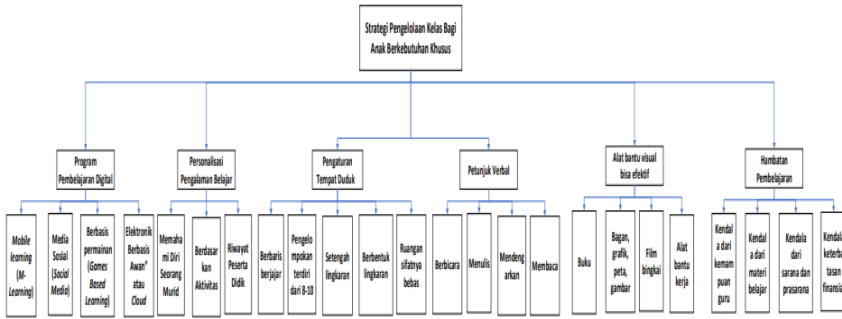 Strategi Pengelolaan Kelas Bagi
Anak Berkebutuhan Khusus
Program
Pembelajaran Digital
Personalisasi
Pengalaman Belajar
Pengaturan
Tempat Duduk
Petunjuk Verbal
Alat bantu visual
bisa efektif
Hambatan
Pembelajaran
Mobile
learning
(M-
Learning)
Media
Sosial
(Social
Media)
Berbasis
permainan
(Games
Based
Learning)
Elektronik
Berbasis
Awan"
atau
Cloud
Memaha
mi Diri
Seorang
Murid
Berdasar
kan
Aktivitas
Riwayat
Peserta
Didik
Berbaris
berjajar
Pengelo
mpokan
terdiri
dari 8-10
Setengah
lingkaran
Berbentuk
lingkaran
Ruangan
sifatnya
bebas
Berbicara
Menulis
Mendeng
arkan
Membaca
Buku
Bagan,
grafik,
peta,
gambar
Film
bingkai
Alat
bantu
kerja
Kendal
a dari
kemam
puan
guru
Kendal
a dari
materi
belajar
Kendala
dari
sarana dan
prasarana
Kendala
keterba
tasan
finansia